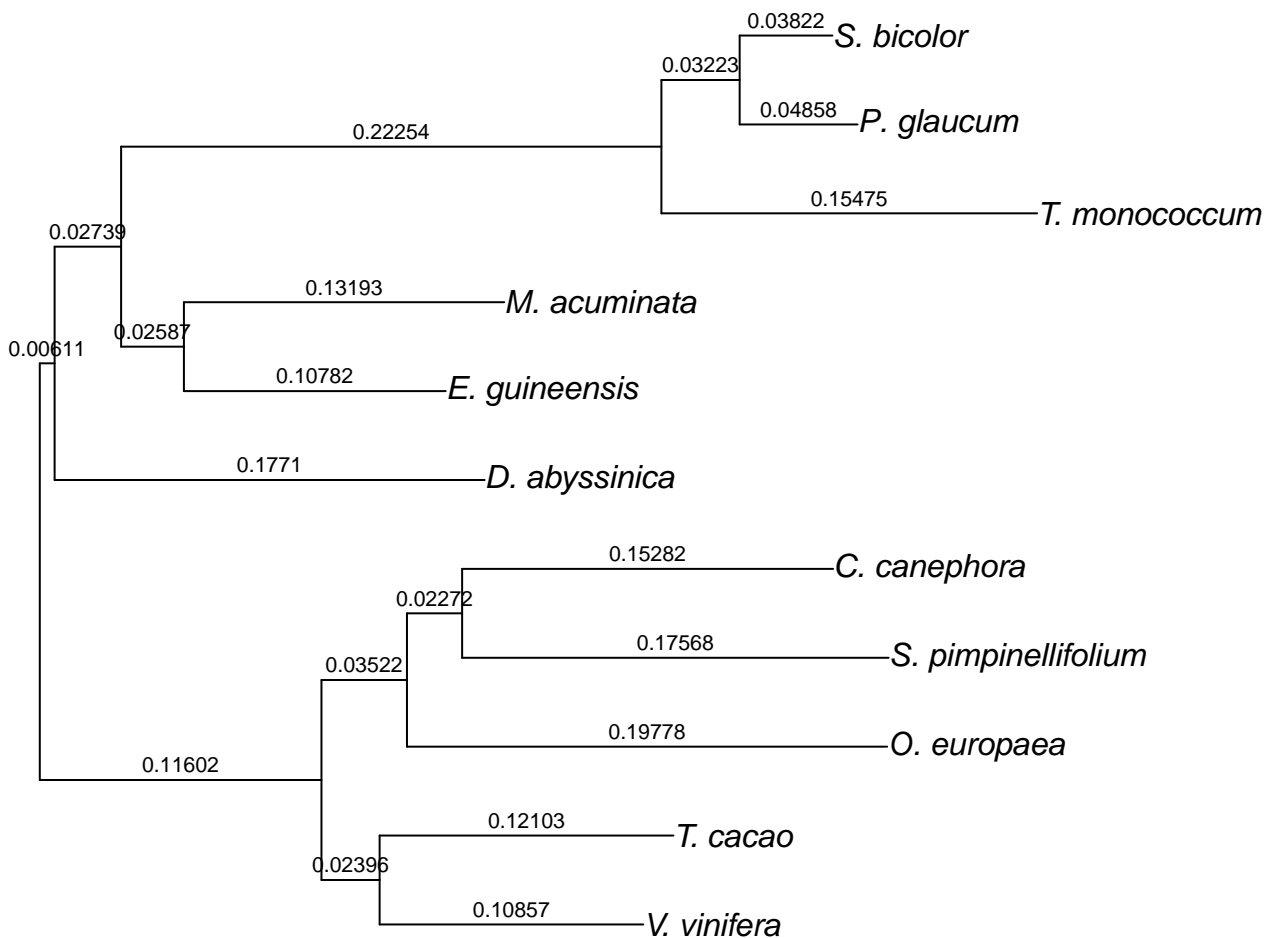 0.03822
S. bicolor
0.03223
0.04858
P. glaucum
0.22254
0.15475
T. monococcum
0.02739
0.13193
M. acuminata
0.02587
0.00611
0.10782
E. guineensis
0.1771
D. abyssinica
0.15282
C. canephora
0.02272
0.17568
S. pimpinellifolium
0.03522
0.19778
O. europaea
0.11602
0.12103
T. cacao
0.02396
0.10857
V. vinifera